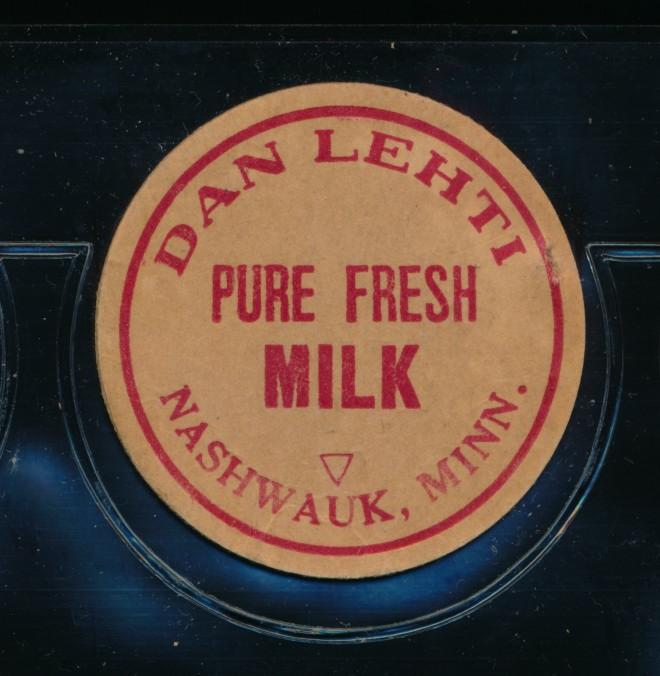 DAN LEHTI
PURE FRESH
MILK
NASHWAUK, MINN.